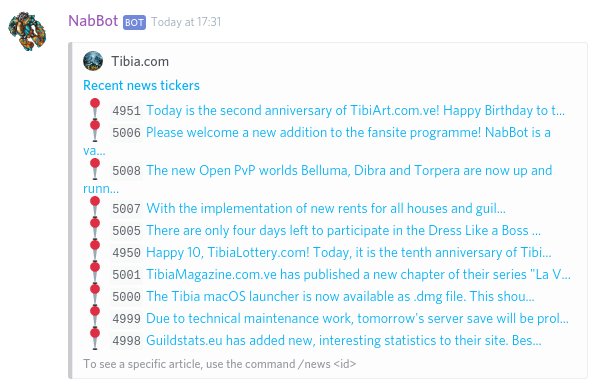 NabBot BOT Today at 17:31
Tibia.com
Recent news tickers
4951 Today is the second anniversary of TibiArt.com.ve! Happy Birthday to t...
5006 Please welcome a new addition to the fansite programme! NabBot is a
va...
5008 The new Open PvP worlds Belluma, Dibra and Torpera are now up and
runn...
5007 With the implementation of new rents for all houses and guil...
5005 There are only four days left to participate in the Dress Like a Boss ...
4950 Happy 10, TibiaLottery.com! Today, it is the tenth anniversary of Tibi...
5001 TibiaMagazine.com.ve has published a new chapter of their series "La V...
5000 The Tibia macOS launcher is now available as .dmg file. This shou...
4999 Due to technical maintenance work, tomorrow's server save will be prol...
4998 Guildstats.eu has added new, interesting statistics to their site. Bes...
To see a specific article, use the command /news <id>